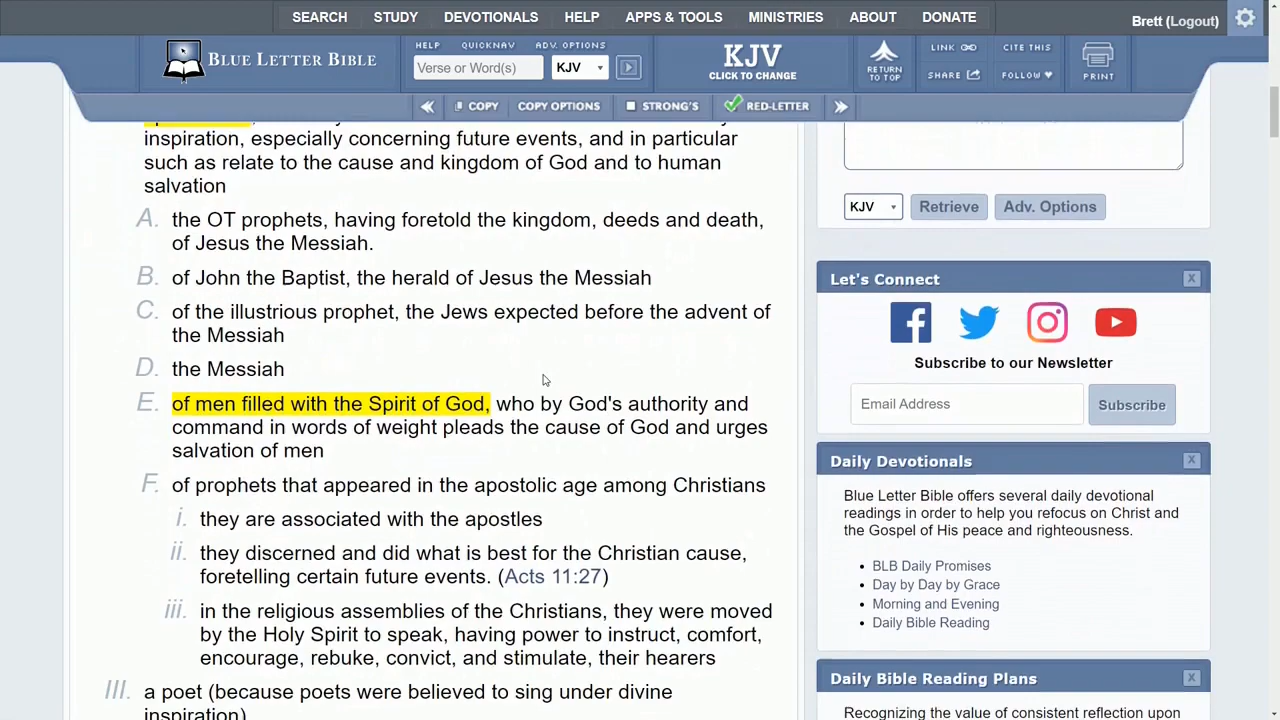 SEARCH STUDY DEVOTIONALS HELP APPS & TOOLS MINISTRIES ABOUT DONATE
Brett (Logout)
BLUE LETTER BIBLE
HELP QUICKNAV ADV. OPTIONS
Verse or Word(s) KJV
KJV
CLICK TO CHANGE
RETURN
TO TOP
LINK CITE THIS
SHARE FOLLOW
PRINT
COPY COPY OPTIONS STRONG'S RED-LETTER
inspiration, especially concerning future events, and in particular
such as relate to the cause and kingdom of God and to human
salvation
A. the OT prophets, having foretold the kingdom, deeds and death,
of Jesus the Messiah.
B. of John the Baptist, the herald of Jesus the Messiah
C. of the illustrious prophet, the Jews expected before the advent of
the Messiah
D. the Messiah
E. of men filled with the Spirit of God, who by God's authority and
command in words of weight pleads the cause of God and urges
salvation of men
F. of prophets that appeared in the apostolic age among Christians
i. they are associated with the apostles
ii. they discerned and did what is best for the Christian cause,
foretelling certain future events. (Acts 11:27)
iii. in the religious assemblies of the Christians, they were moved
by the Holy Spirit to speak, having power to instruct, comfort,
encourage, rebuke, convict, and stimulate, their hearers
III. a poet (because poets were believed to sing under divine
inspiration)
KJV Retrieve Adv. Options
Let's Connect X
Subscribe to our Newsletter
Email Address Subscribe
Daily Devotionals X
Blue Letter Bible offers several daily devotional
readings in order to help you refocus on Christ and
the Gospel of His peace and righteousness.
• BLB Daily Promises
• Day by Day by Grace
• Morning and Evening
• Daily Bible Reading
Daily Bible Reading Plans X
Recognizing the value of consistent reflection upon